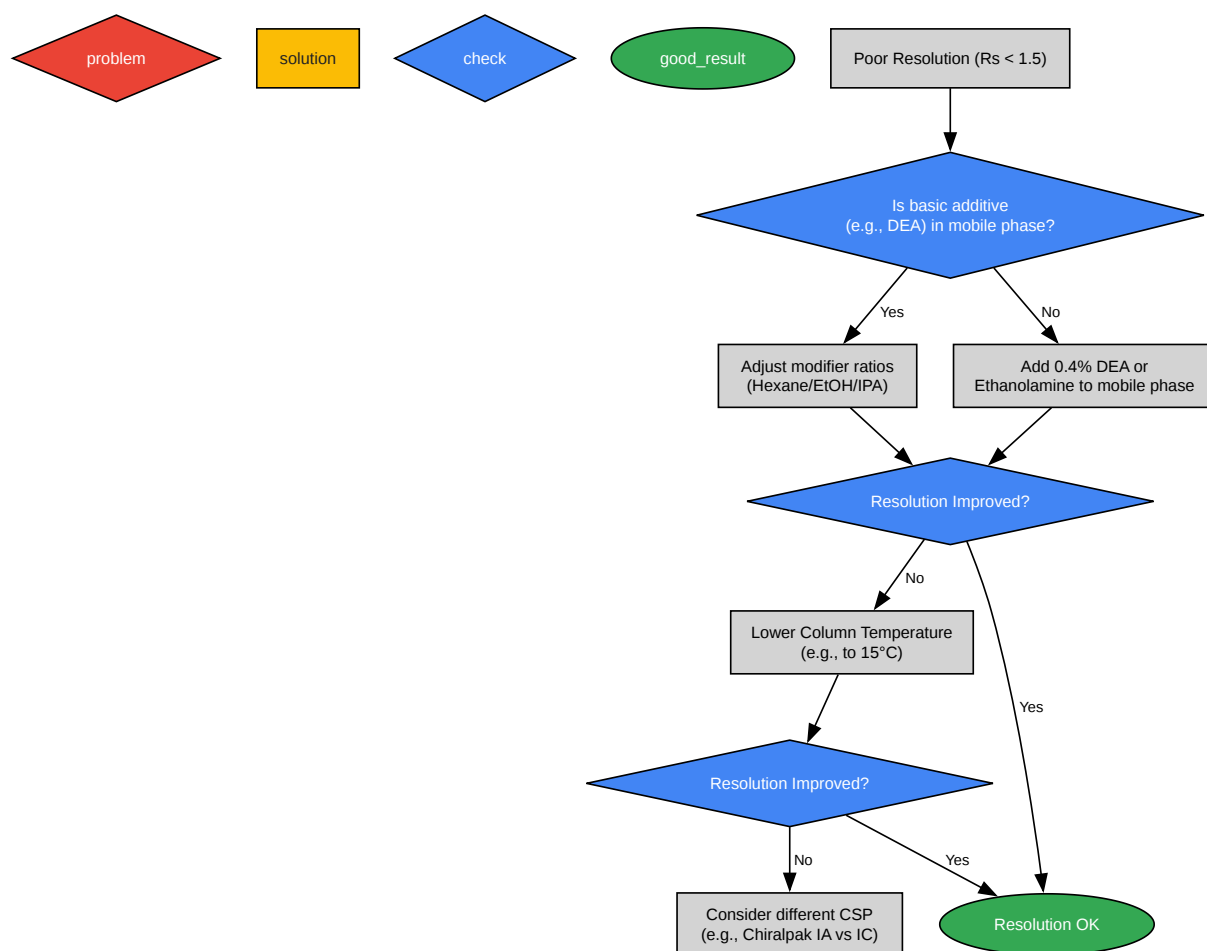 problem
solution
check
good_result
Poor Resolution (Rs < 1.5)
Is basic additive
(e.g., DEA) in mobile phase?
Yes
No
Adjust modifier ratios
(Hexane/EtOH/IPA)
Add 0.4% DEA or
Ethanolamine to mobile phase
Resolution Improved?
No
Lower Column Temperature
(e.g., to 15°C)
Yes
Resolution Improved?
No
Yes
Consider different CSP
(e.g., Chiralpak IA vs IC)
Resolution OK